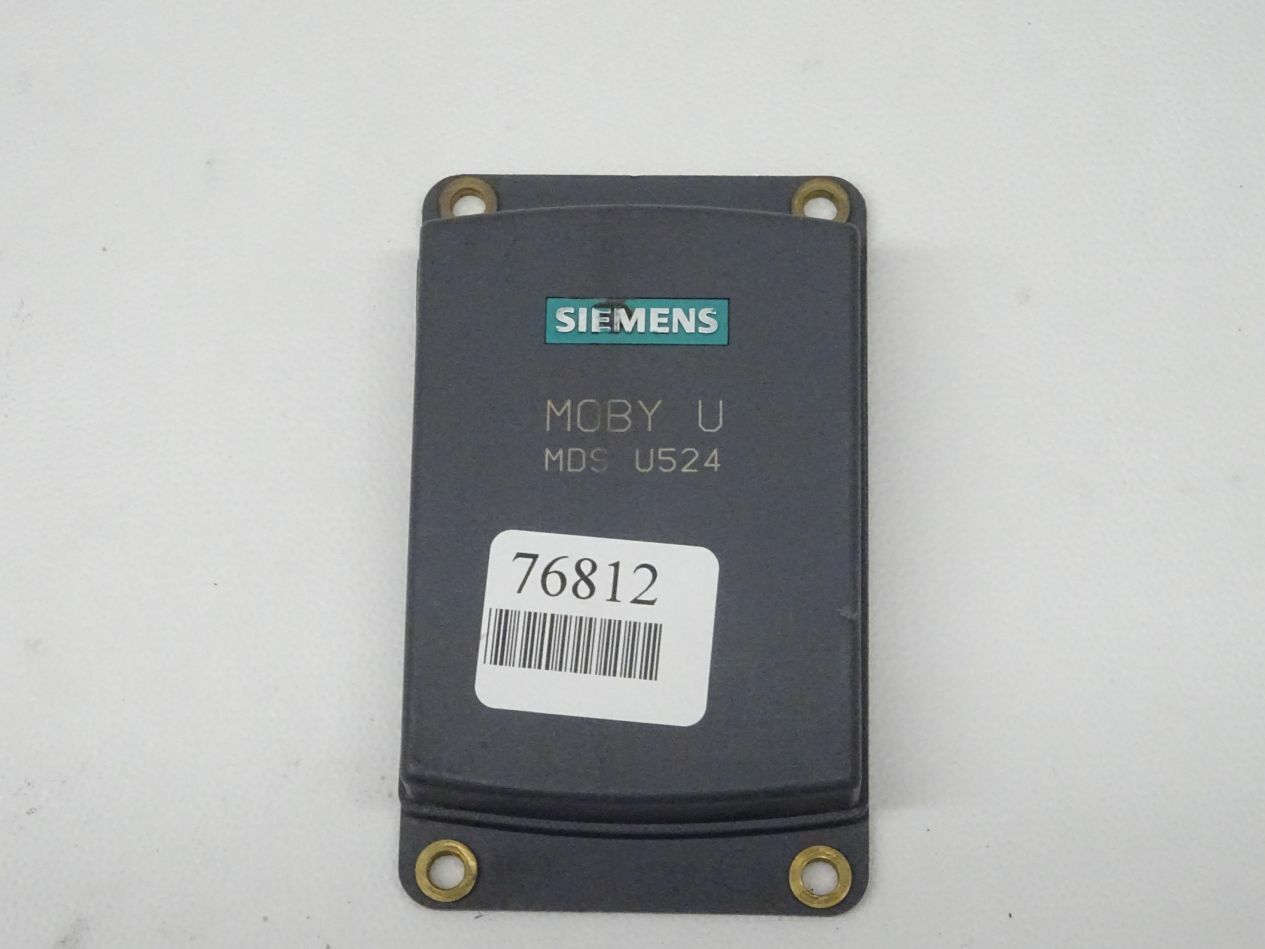 SIEMENS
MOBY U
MDS U524
76812